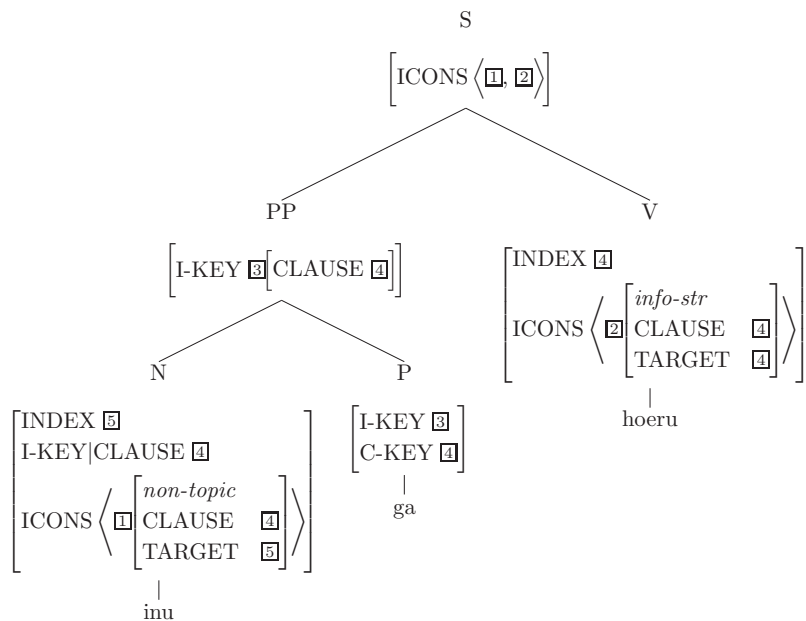 S
[ICONS ⟨1, 2⟩]
PP
V
[I-KEY 3[CLAUSE 4]]
[INDEX 4
ICONS ⟨2[info-str
CLAUSE 4
TARGET 4]⟩]
hoeru
N
P
[INDEX 5
I-KEY|CLAUSE 4
ICONS ⟨1[non-topic
CLAUSE 4
TARGET 5]⟩]
inu
[I-KEY 3
C-KEY 4]
ga